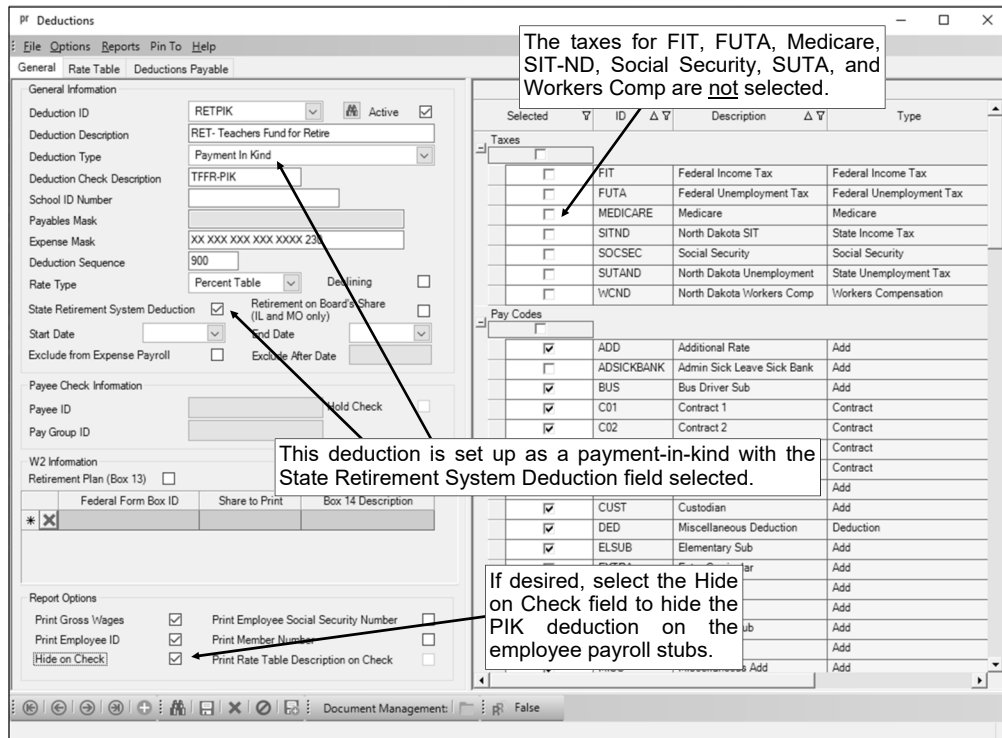 pr Deductions
File Options Reports Pin To Help
General Rate Table Deductions Payable
The taxes for FIT, FUTA, Medicare,
SIT-ND, Social Security, SUTA, and
Workers Comp are not selected.
General Information
Deduction ID RETPIK Active
Deduction Description RET- Teachers Fund for Retire
Deduction Type Payment In Kind
Deduction Check Description TFFR-PIK
School ID Number
Payables Mask
Expense Mask XX XXX XXX XXX XXXX 230
Deduction Sequence 900
Rate Type Percent Table Declining
State Retirement System Deduction Retirement on Board's Share
(IL and MO only)
Start Date End Date
Exclude from Expense Payroll Exclude After Date
Payee Check Information
Payee ID Hold Check
Pay Group ID
This deduction is set up as a payment-in-kind with the
State Retirement System Deduction field selected.
W2 Information
Retirement Plan (Box 13)
Federal Form Box ID Share to Print Box 14 Description
*
Report Options
Print Gross Wages Print Employee Social Security Number
Print Employee ID Print Member Number
Hide on Check Print Rate Table Description on Check
If desired, select the Hide
on Check field to hide the
PIK deduction on the
employee payroll stubs.
Selected ID Description Type
Taxes
FIT Federal Income Tax Federal Income Tax
FUTA Federal Unemployment Tax Federal Unemployment Tax
MEDICARE Medicare Medicare
SITND North Dakota SIT State Income Tax
SOCSEC Social Security Social Security
SUTAND North Dakota Unemployment State Unemployment Tax
WCND North Dakota Workers Comp Workers Compensation
Pay Codes
ADD Additional Rate Add
ADSICKBANK Admin Sick Leave Sick Bank Add
BUS Bus Driver Sub Add
C01 Contract 1 Contract
C02 Contract 2 Contract
Contract
Contract
Add
CUST Custodian Add
DED Miscellaneous Deduction Deduction
ELSUB Elementary Sub Add
Add
Add
Add
Add
Add
Add
Document Management: False